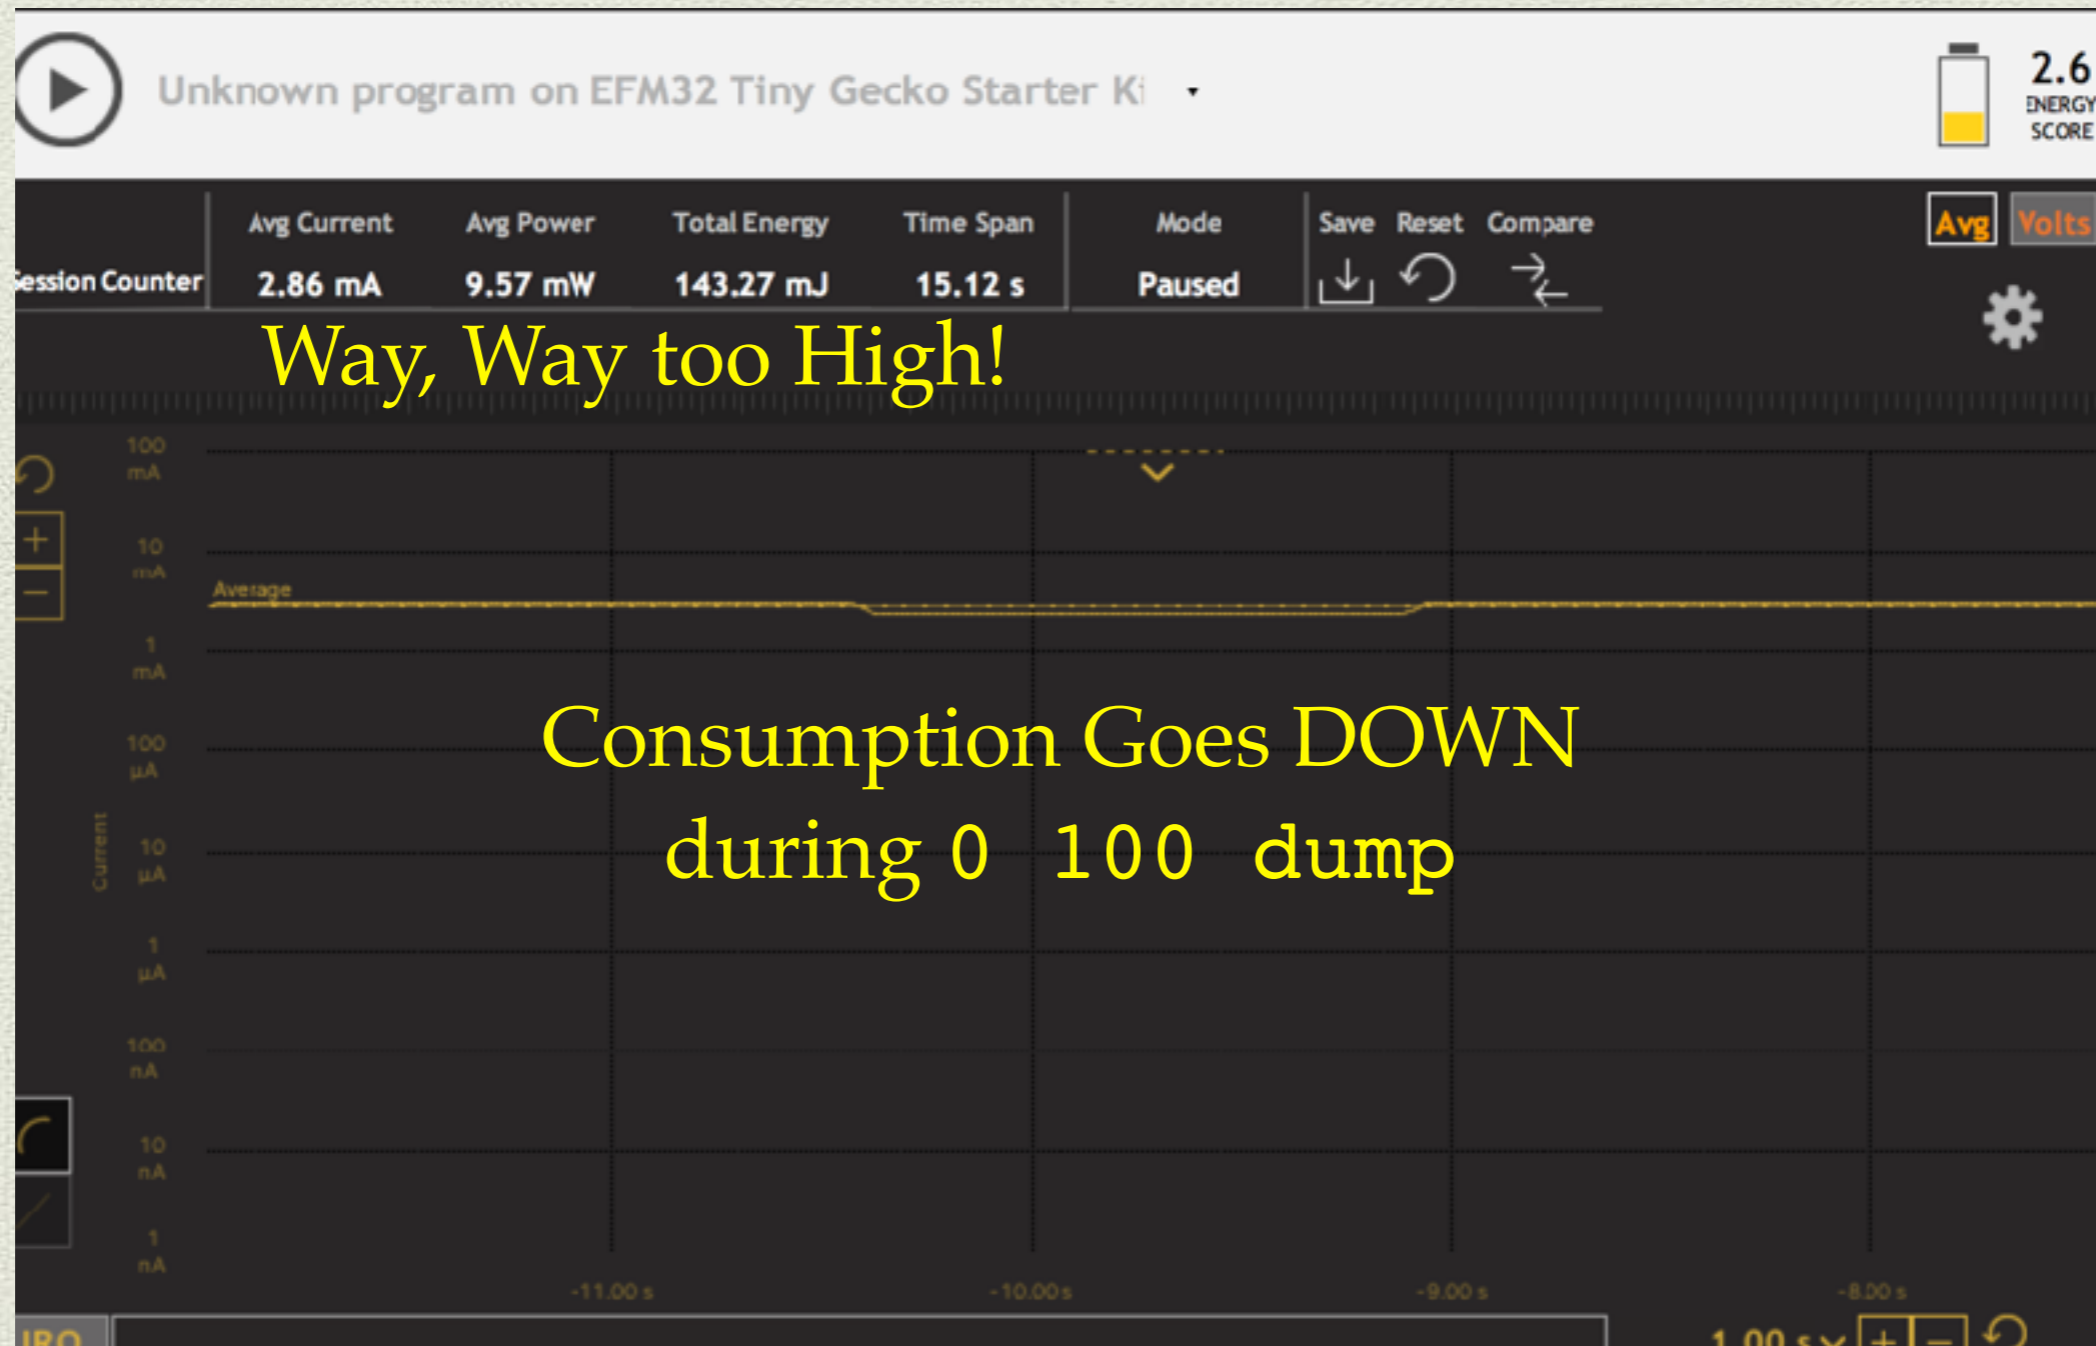 Unknown program on EFM32 Tiny Gecko Starter Ki
2.6
ENERGY
SCORE
Avg Current Avg Power Total Energy Time Span Mode Save Reset Compare
Avg Volts
Session Counter 2.86 mA 9.57 mW 143.27 mJ 15.12 s Paused
Way, Way too High!
100
mA
10
mA
Average
1
mA
Consumption Goes DOWN
100
µA
during 0 100 dump
Current
10
µA
1
µA
100
nA
10
nA
1
nA
-11.00 s -10.00 s -9.00 s -8.00 s
IRQ
1.00 s